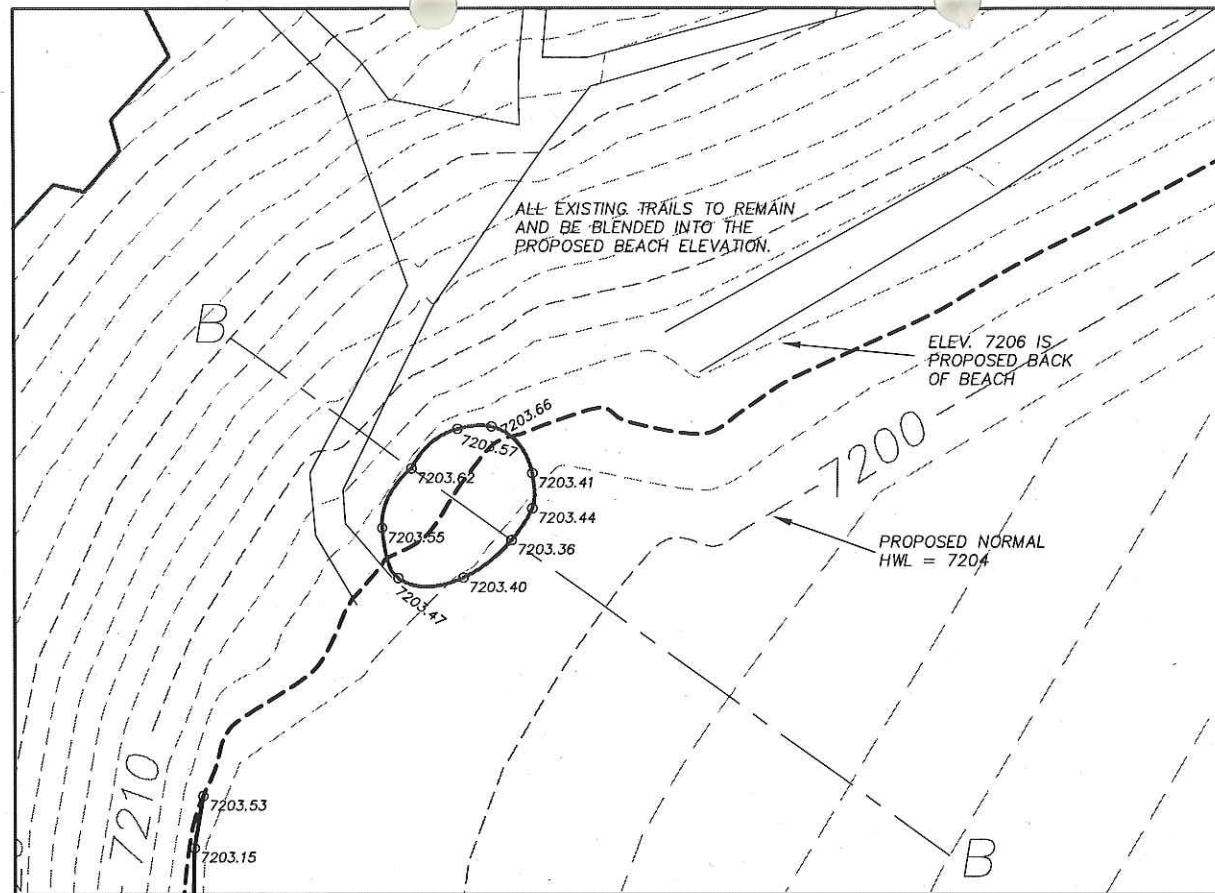 ALL EXISTING TRAILS TO REMAIN
AND BE BLENDED INTO THE
PROPOSED BEACH ELEVATION.
B
ELEV. 7206 IS
PROPOSED BACK
OF BEACH
7203.66
7203.57
7200
7203.62
7203.41
7203.44
7203.55
7203.36
PROPOSED NORMAL
HWL = 7204
7203.40
7203.47
7210
7203.53
7203.15
B